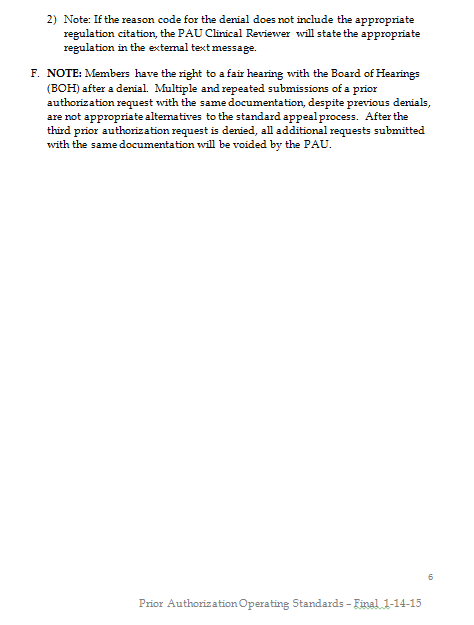 2) Note: If the reason code for the denial does not include the appropriate
regulation citation, the PAU Clinical Reviewer will state the appropriate
regulation in the external text message.
F. NOTE: Members have the right to a fair hearing with the Board of Hearings
(BOH) after a denial. Multiple and repeated submissions of a prior
authorization request with the same documentation, despite previous denials,
are not appropriate alternatives to the standard appeal process. After the
third prior authorization request is denied, all additional requests submitted
with the same documentation will be voided by the PAU.
6
Prior Authorization Operating Standards – Final 1-14-15